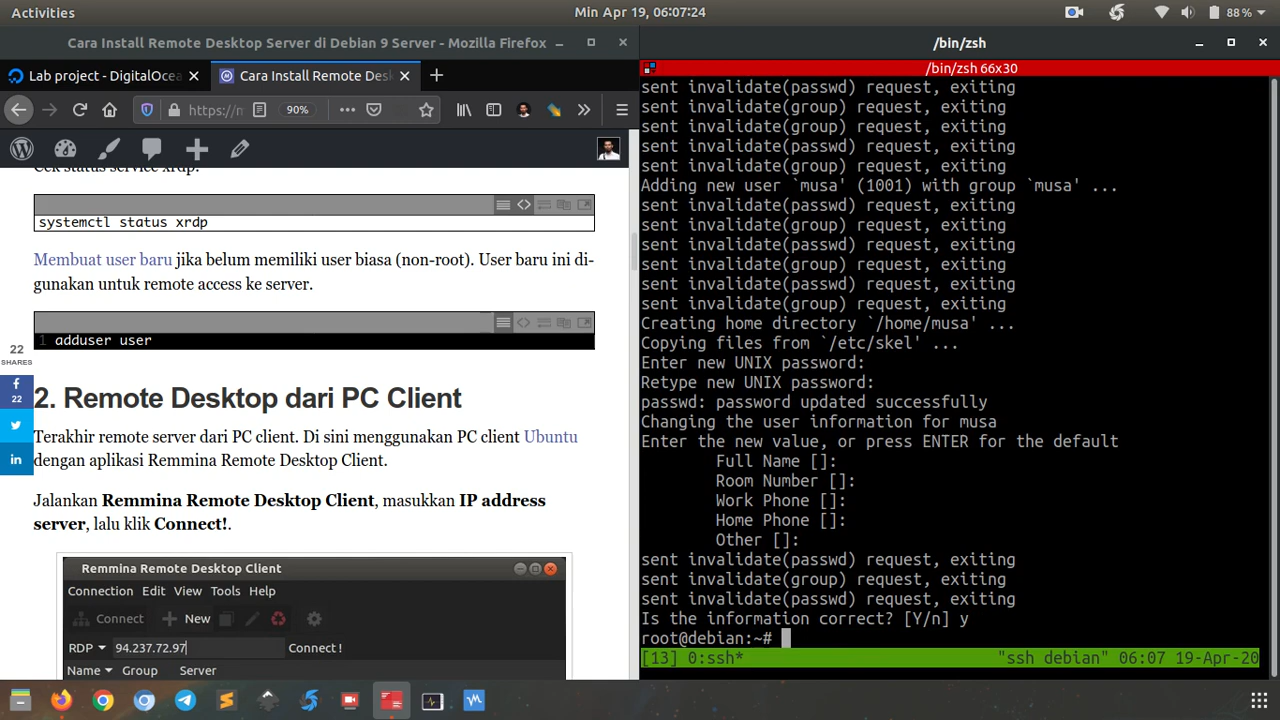 Activities
Min Apr 19, 06:07:24
88 %
Cara Install Remote Desktop Server di Debian 9 Server - Mozilla Firefox
Lab project - DigitalOcea
Cara Install Remote Desk
https://n
90%
Cek status service xrdp.
systemctl status xrdp
Membuat user baru jika belum memiliki user biasa (non-root). User baru ini di-
gunakan untuk remote access ke server.
1 adduser user
22
SHARES
22
2. Remote Desktop dari PC Client
Terakhir remote server dari PC client. Di sini menggunakan PC client Ubuntu
dengan aplikasi Remmina Remote Desktop Client.
Jalankan Remmina Remote Desktop Client, masukkan IP address
server, lalu klik Connect!.
Remmina Remote Desktop Client
Connection Edit View Tools Help
Connect New
RDP 94.237.72.97 Connect !
Name Group Server
/bin/zsh
/bin/zsh 66x30
sent invalidate(passwd) request, exiting
sent invalidate(group) request, exiting
sent invalidate(group) request, exiting
sent invalidate(passwd) request, exiting
sent invalidate(group) request, exiting
Adding new user `musa' (1001) with group `musa' ...
sent invalidate(passwd) request, exiting
sent invalidate(group) request, exiting
sent invalidate(passwd) request, exiting
sent invalidate(group) request, exiting
sent invalidate(passwd) request, exiting
sent invalidate(group) request, exiting
Creating home directory `/home/musa' ...
Copying files from `/etc/skel' ...
Enter new UNIX password:
Retype new UNIX password:
passwd: password updated successfully
Changing the user information for musa
Enter the new value, or press ENTER for the default
Full Name []:
Room Number []:
Work Phone []:
Home Phone []:
Other []:
sent invalidate(passwd) request, exiting
sent invalidate(group) request, exiting
sent invalidate(passwd) request, exiting
Is the information correct? [Y/n] y
root@debian:~#
[13] 0:ssh* "ssh debian" 06:07 19-Apr-20